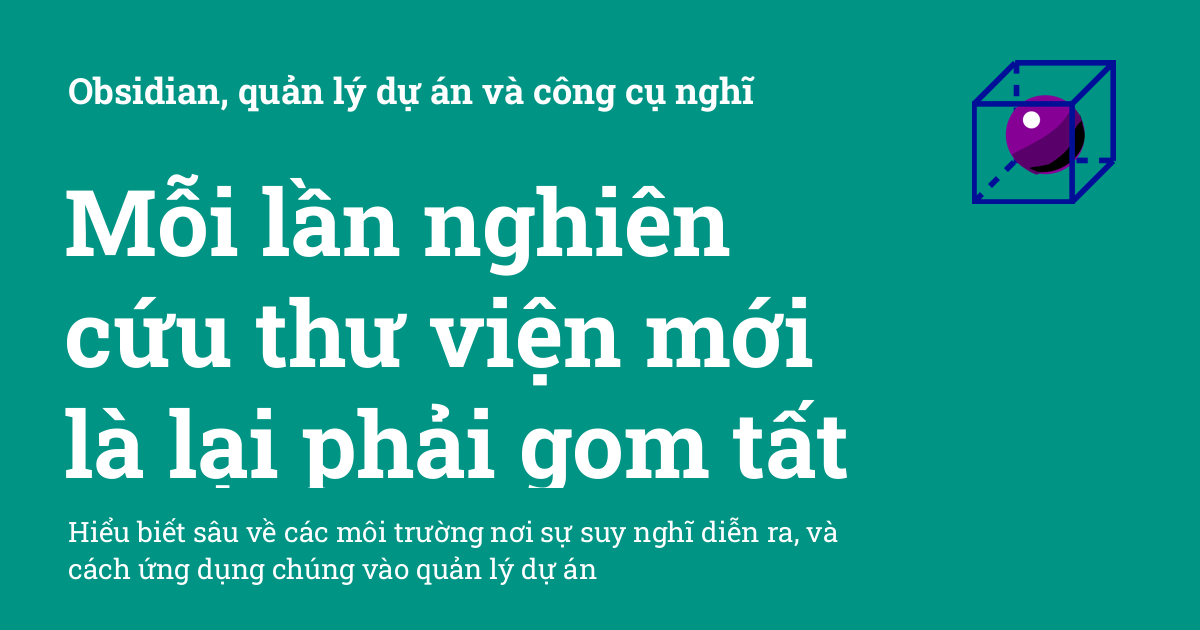 Obsidian, quản lý dự án và công cụ nghĩ
Mỗi lần nghiên
cứu thư viện mới
là lại phải gom tất
Hiểu biết sâu về các môi trường nơi sự suy nghĩ diễn ra, và
cách ứng dụng chúng vào quản lý dự án